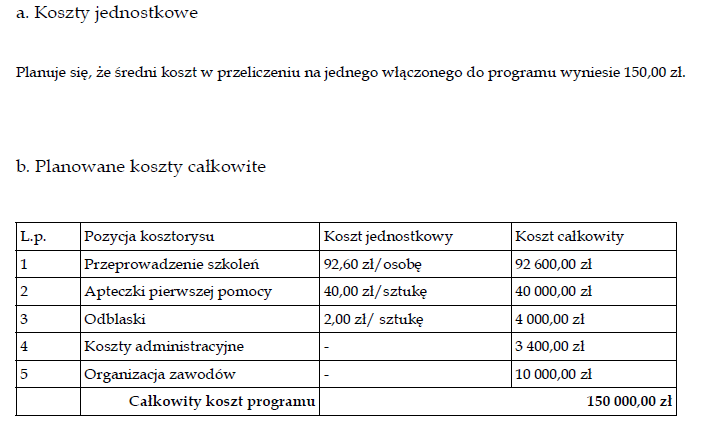 a. Koszty jednostkowe
Planuje się, że średni koszt w przeliczeniu na jednego włączonego do programu wyniesie 150,00 zł.
b. Planowane koszty całkowite
L.p. Pozycja kosztorysu Koszt jednostkowy Koszt całkowity
1 Przeprowadzenie szkoleń 92,60 zł/osobę 92 600,00 zł
2 Apteczki pierwszej pomocy 40,00 zł/sztukę 40 000,00 zł
3 Odblaski 2,00 zł/ sztukę 4 000,00 zł
4 Koszty administracyjne - 3 400,00 zł
5 Organizacja zawodów - 10 000,00 zł
Całkowity koszt programu 150 000,00 zł